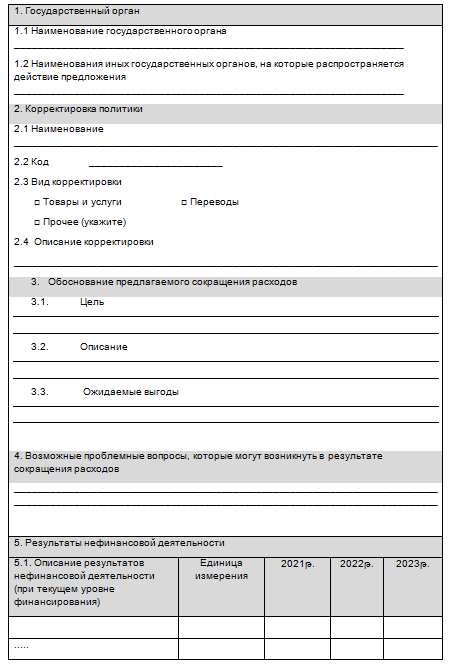 1. Государственный орган
1.1 Наименование государственного органа
1.2 Наименования иных государственных органов, на которые распространяется
действие предложения
2. Корректировка политики
2.1 Наименование
2.2 Код
2.3 Вид корректировки
□ Товары и услуги □ Переводы
□ Прочее (укажите)
2.4 Описание корректировки
3. Обоснование предлагаемого сокращения расходов
3.1. Цель
3.2. Описание
3.3. Ожидаемые выгоды
4. Возможные проблемные вопросы, которые могут возникнуть в результате
сокращения расходов
5. Результаты нефинансовой деятельности
5.1. Описание результатов
нефинансовой деятельности
(при текущем уровне
финансирования)
Единица
измерения
2021р.
2022р.
2023р.
.....